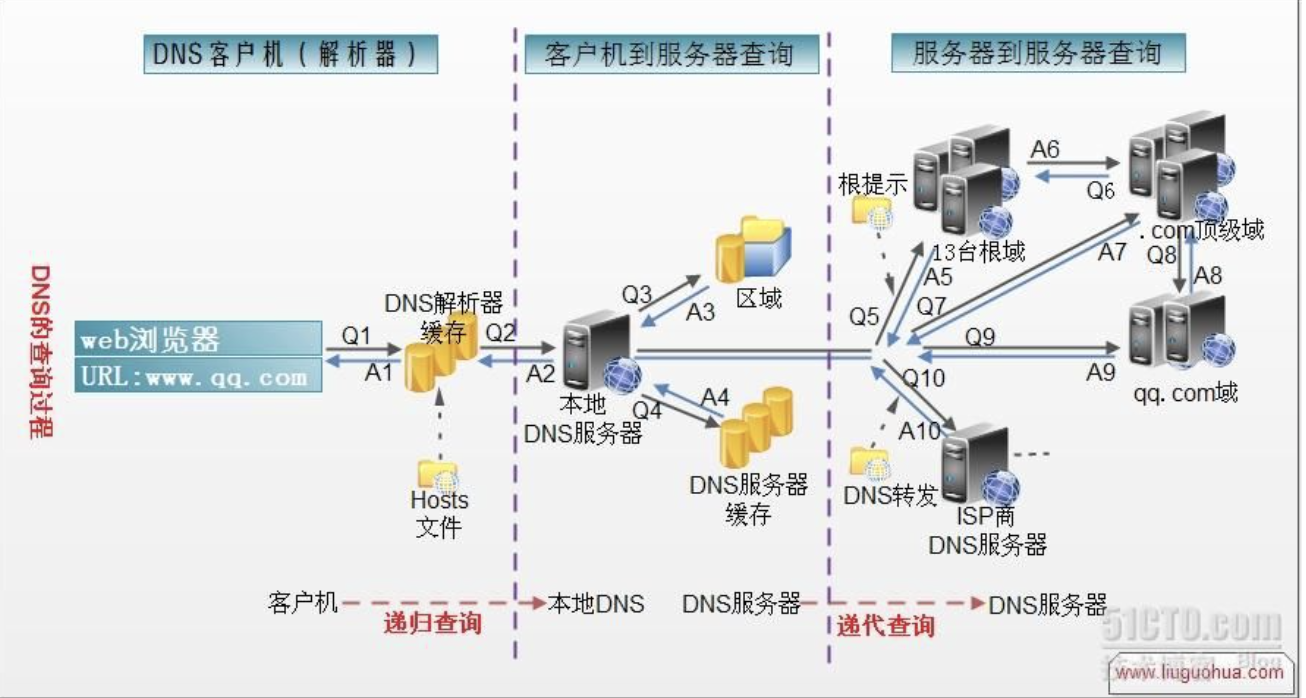 DNS客户机（解析器）
客户机到服务器查询
服务器到服务器查询
DNS的查询过程
web浏览器
URL:www.qq.com
Q1
A1
DNS解析器
缓存
Hosts
文件
Q2
A2
本地
DNS服务器
Q3
A3
区域
Q4
A4
DNS服务器
缓存
根提示
13台根域
Q5
A5
A6
Q6
.com顶级域
Q7
A7
Q8
A8
Q9
A9
qq.com域
Q10
A10
DNS转发
ISP商
DNS服务器
客户机
递归查询
本地DNS
DNS服务器
递代查询
DNS服务器
51CTO.com
技术博客 Blog
www.liuguohua.com